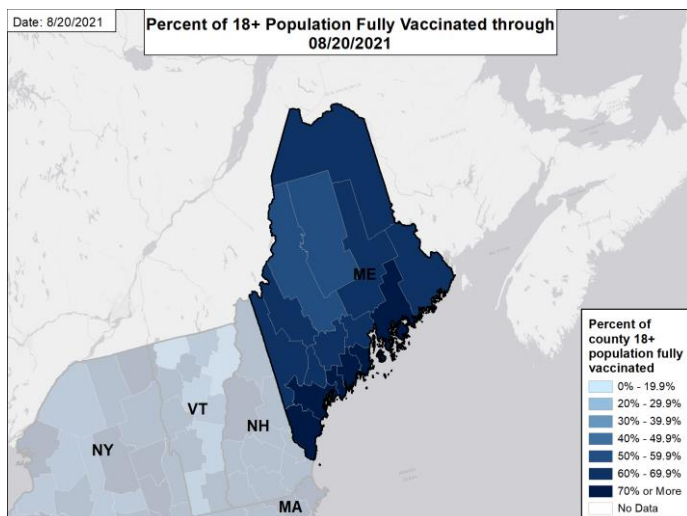 Date: 8/20/2021
Percent of 18+ Population Fully Vaccinated through
08/20/2021
ME
VT
NH
NY
MA
Percent of
county 18+
population fully
vaccinated
0% - 19.9%
20% - 29.9%
30% - 39.9%
40% - 49.9%
50% - 59.9%
60% - 69.9%
70% or More
No Data